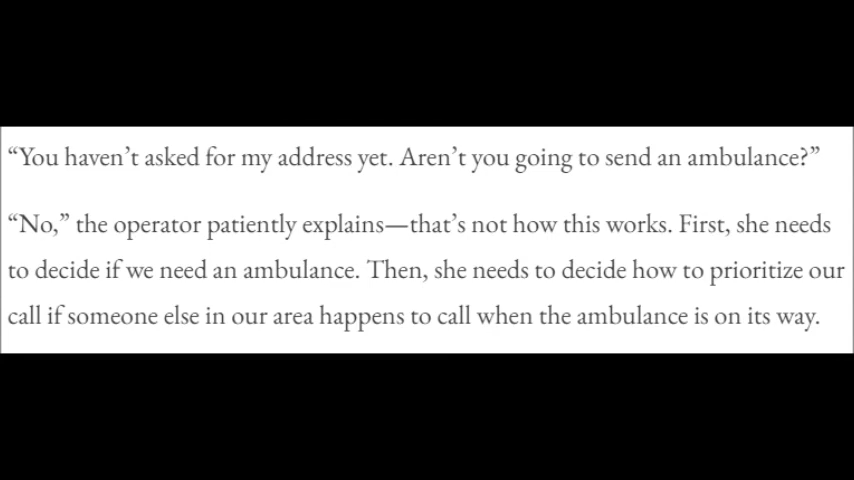 “You haven’t asked for my address yet. Aren’t you going to send an ambulance?”
“No,” the operator patiently explains—that’s not how this works. First, she needs
to decide if we need an ambulance. Then, she needs to decide how to prioritize our
call if someone else in our area happens to call when the ambulance is on its way.